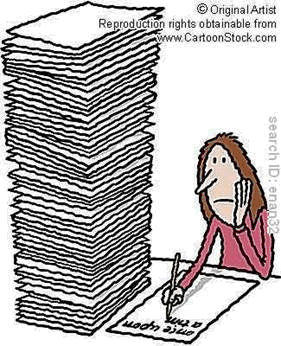 © Original Artist
Reproduction rights obtainable from
www.CartoonStock.com
search ID: enan32
once upon
a time